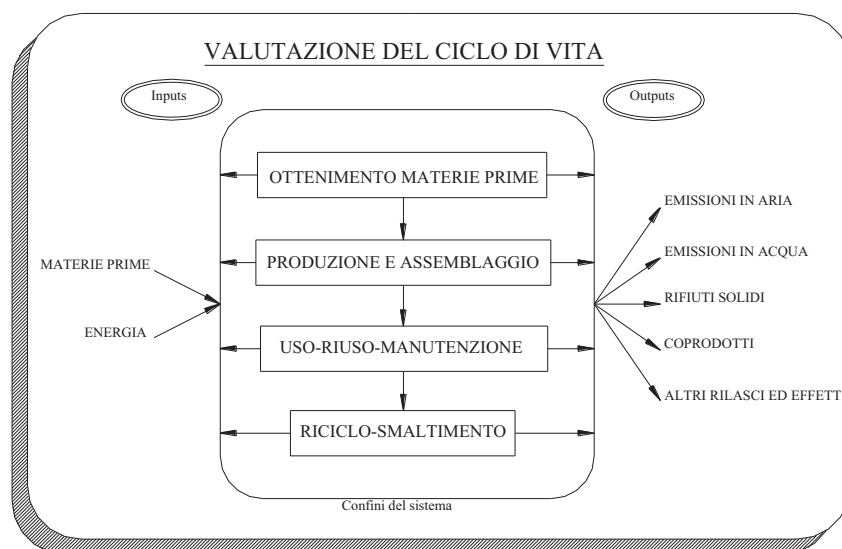 VALUTAZIONE DEL CICLO DI VITA
Inputs
Outputs
OTTENIMENTO MATERIE PRIME
PRODUZIONE E ASSEMBLAGGIO
USO-RIUSO-MANUTENZIONE
RICICLO-SMALTIMENTO
MATERIE PRIME
ENERGIA
EMISSIONI IN ARIA
EMISSIONI IN ACQUA
RIFIUTI SOLIDI
COPRODOTTI
ALTRI RILASCI ED EFFETTI
Confini del sistema